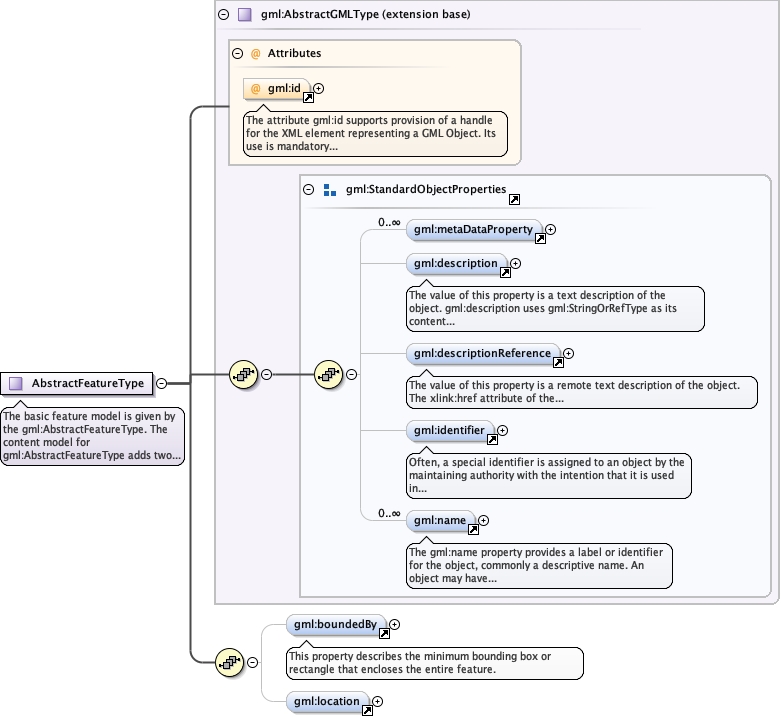 gml:AbstractGMLType (extension base)
@ Attributes
@ gml:id
The attribute gml:id supports provision of a handle
for the XML element representing a GML Object. Its
use is mandatory...
gml:StandardObjectProperties
0..∞
gml:metaDataProperty
gml:description
The value of this property is a text description of the
object. gml:description uses gml:StringOrRefType as its
content...
gml:descriptionReference
The value of this property is a remote text description of the object.
The xlink:href attribute of the...
gml:identifier
Often, a special identifier is assigned to an object by the
maintaining authority with the intention that it is used
in...
0..∞
gml:name
The gml:name property provides a label or identifier
for the object, commonly a descriptive name. An
object may have...
AbstractFeatureType
The basic feature model is given by
the gml:AbstractFeatureType. The
content model for
gml:AbstractFeatureType adds two...
gml:boundedBy
This property describes the minimum bounding box or
rectangle that encloses the entire feature.
gml:location